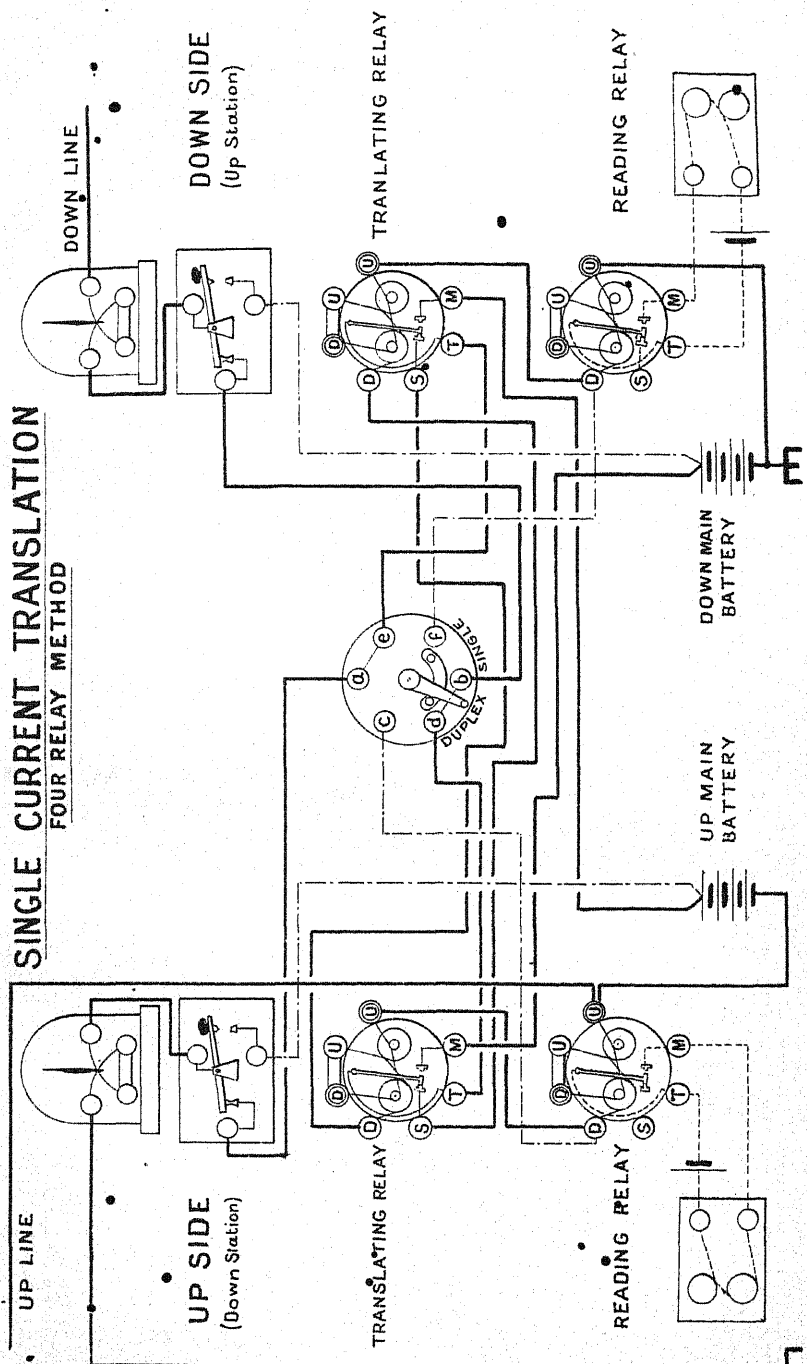 SINGLE CURRENT TRANSLATION
FOUR RELAY METHOD
UP LINE
DOWN LINE
UP SIDE
(Down Station)
DOWN SIDE
(Up Station)
TRANSLATING RELAY
TRANLATING RELAY
D
D
U
U
S
T
M
a
c
e
d
f
b
DUPLEX
SINGLE
D
D
U
U
S
T
M
READING RELAY
READING RELAY
D
D
U
U
S
T
M
D
D
U
U
S
T
M
UP MAIN
BATTERY
DOWN MAIN
BATTERY
E
E